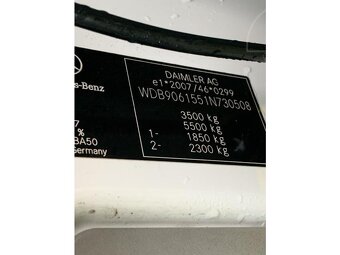 DAIMLER AG
e1*2007/46*0299
WDB9061551N730508
s-Benz
3500 kg
5500 kg
1- 1850 kg
2- 2300 kg
7
%
BA50
Germany